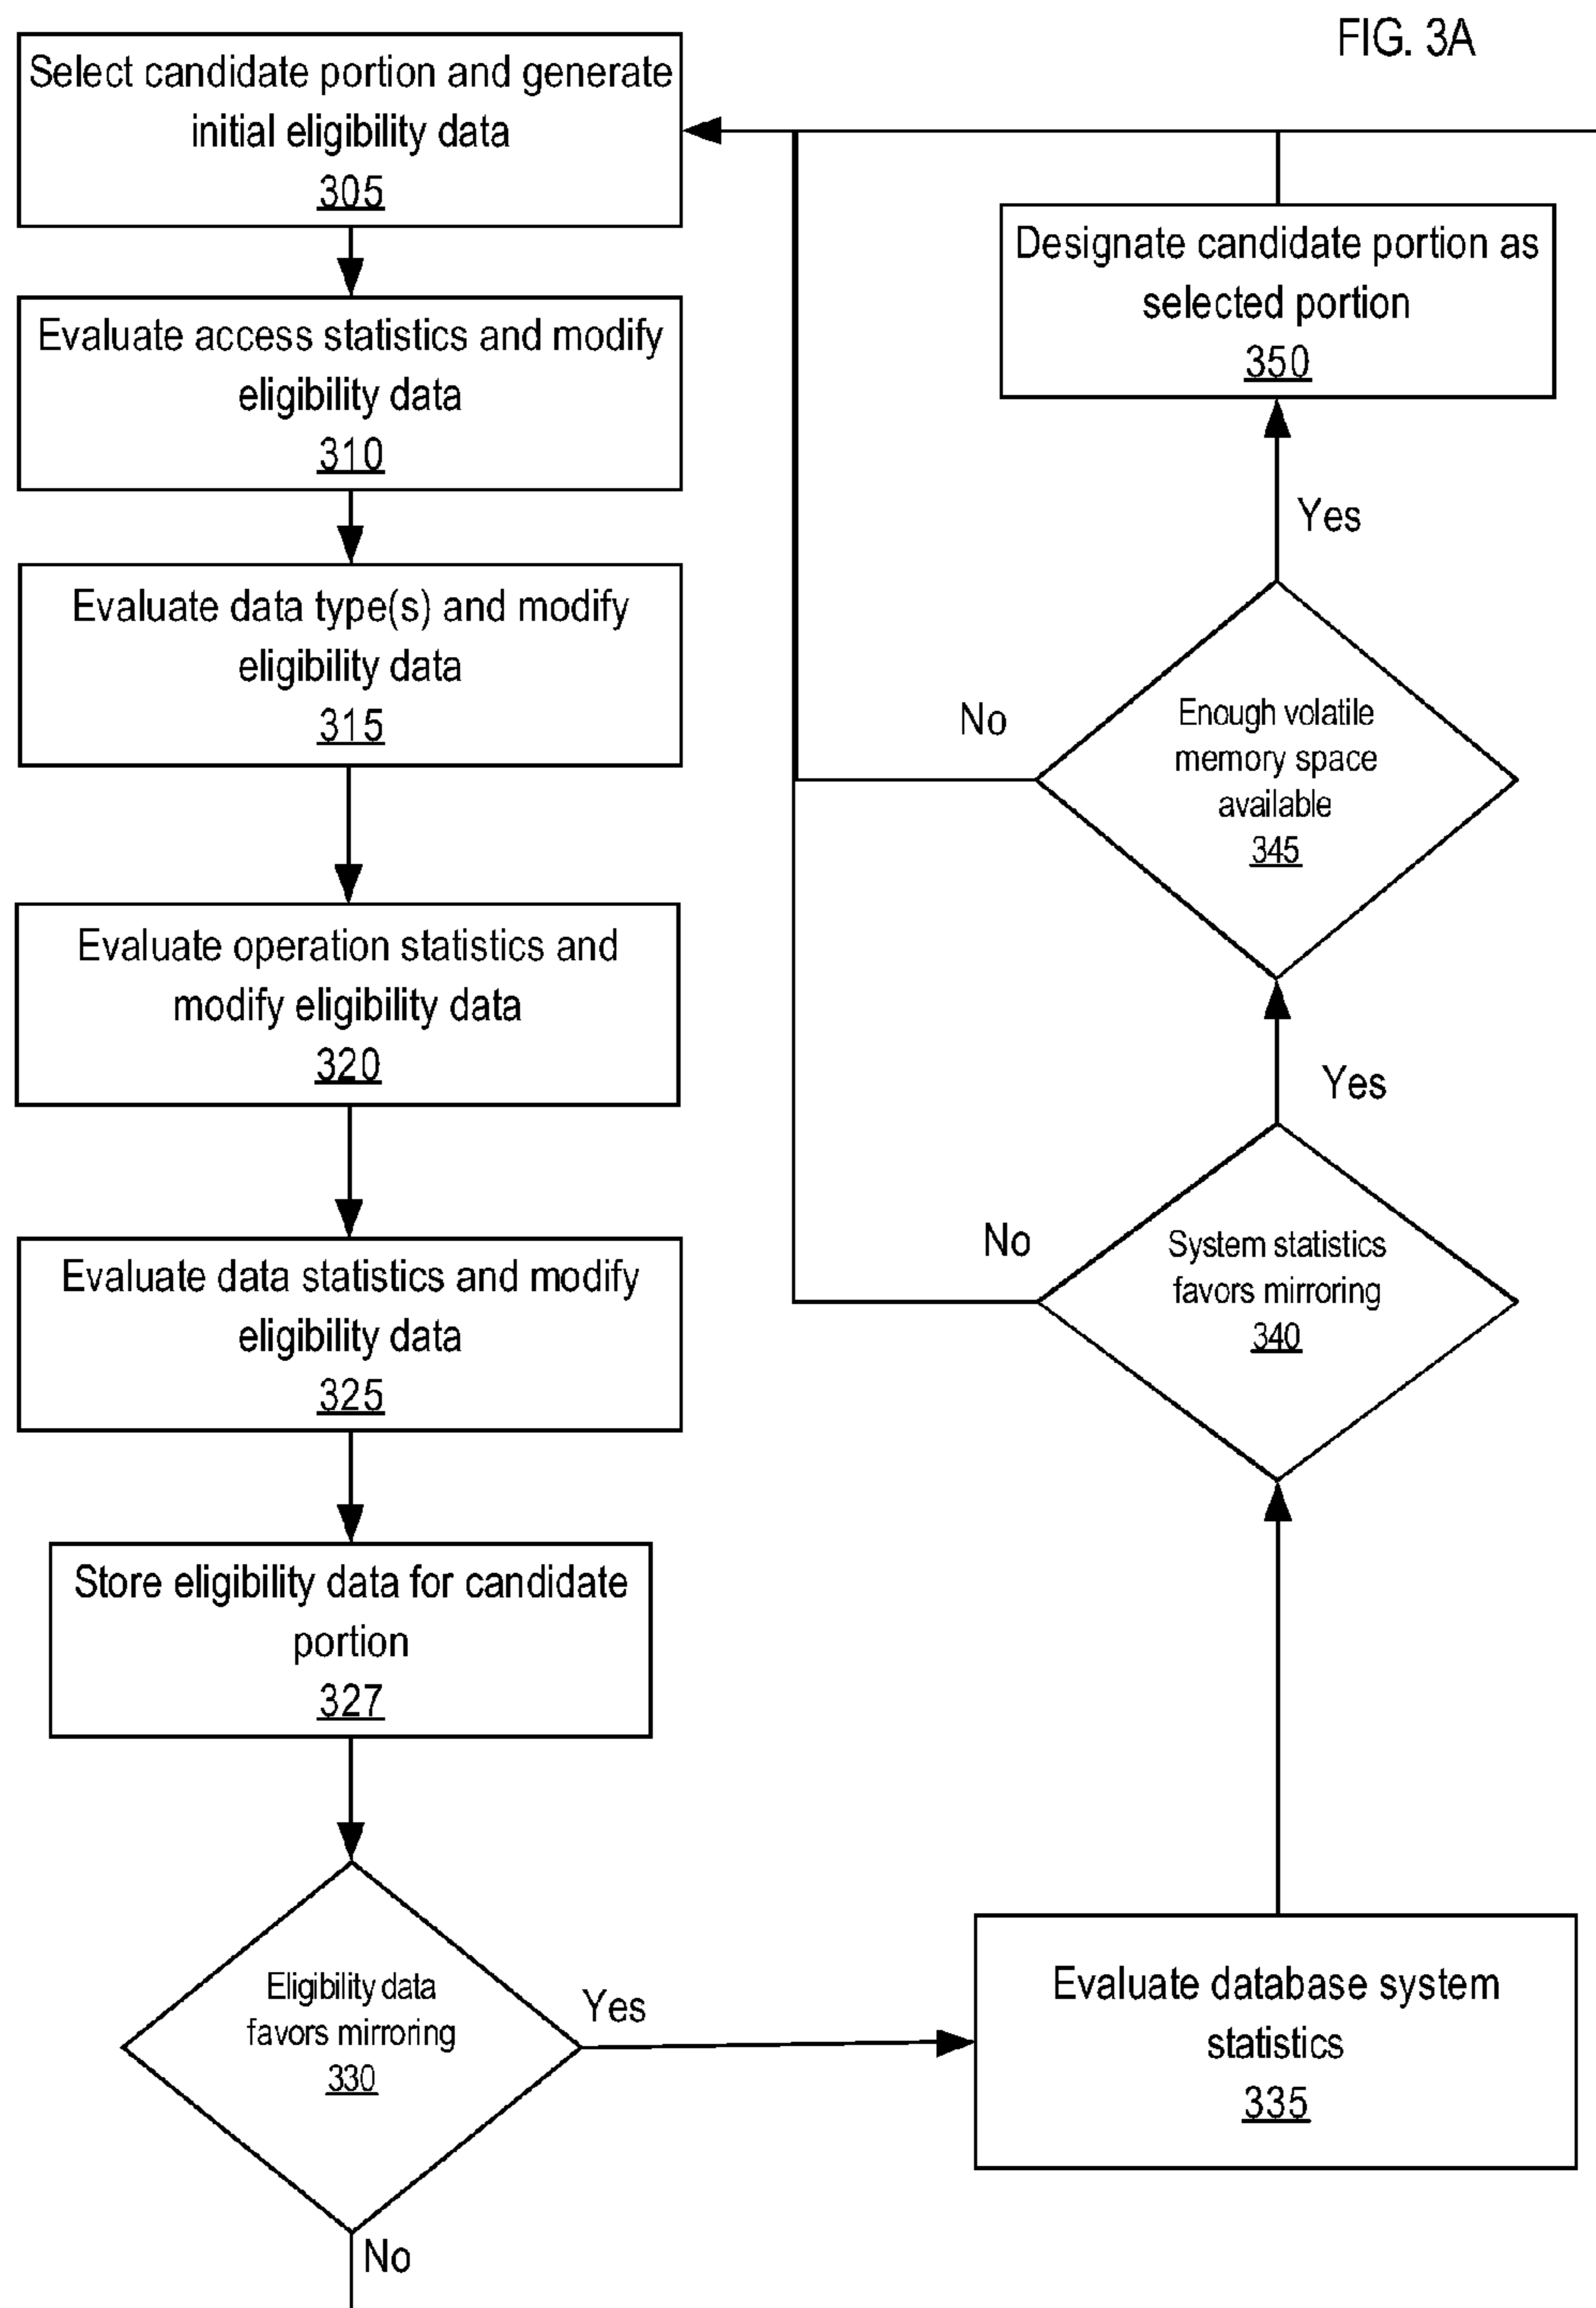 FIG. 3A
Select candidate portion and generate
initial eligibility data
305
Evaluate access statistics and modify
eligibility data
310
Evaluate data type(s) and modify
eligibility data
315
Evaluate operation statistics and
modify eligibility data
320
Evaluate data statistics and modify
eligibility data
325
Store eligibility data for candidate
portion
327
Eligibility data
favors mirroring
330
Yes
No
Evaluate database system
statistics
335
System statistics
favors mirroring
340
No
Yes
Enough volatile
memory space
available
345
No
Yes
Designate candidate portion as
selected portion
350